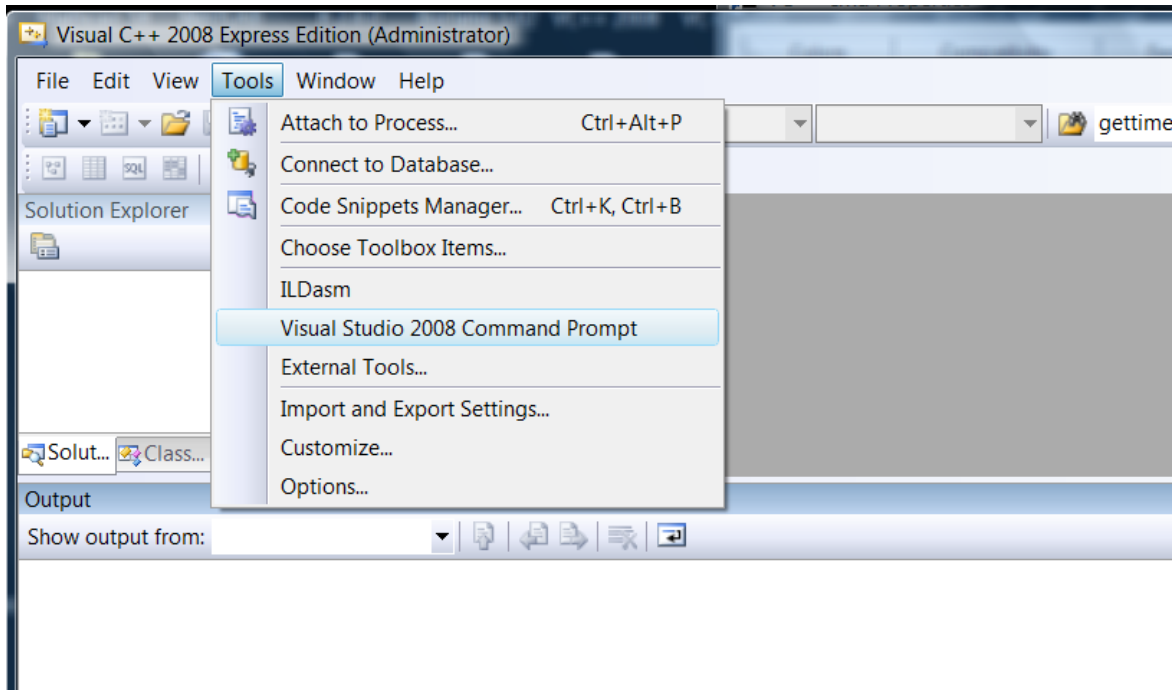 Visual C++ 2008 Express Edition (Administrator)
File Edit View Tools Window Help
Attach to Process... Ctrl+Alt+P
gettime
Connect to Database...
SQL
Solution Explorer
Code Snippets Manager... Ctrl+K, Ctrl+B
Choose Toolbox Items...
ILDasm
Visual Studio 2008 Command Prompt
External Tools...
Import and Export Settings...
Customize...
Solut... Class...
Options...
Output
Show output from: